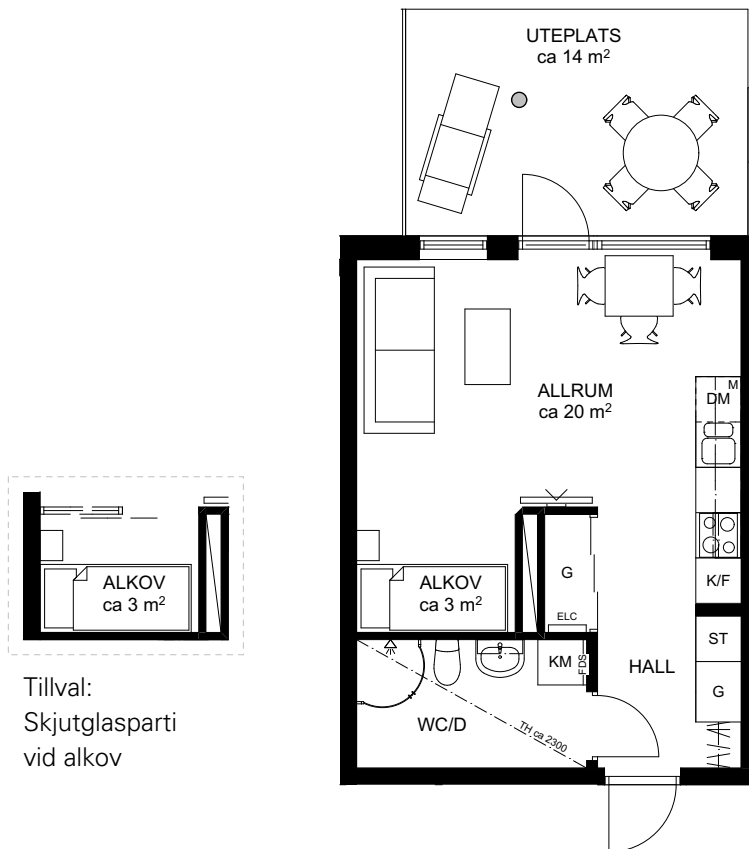 UTEPLATS
ca 14 m²
ALLRUM
ca 20 m²
M
DM
K/F
ALKOV
ca 3 m²
ALKOV
ca 3 m²
G
ELC
ST
G
KM
FDS
HALL
WC/D
TH ca 2300
Tillval:
Skjutglasparti
vid alkov